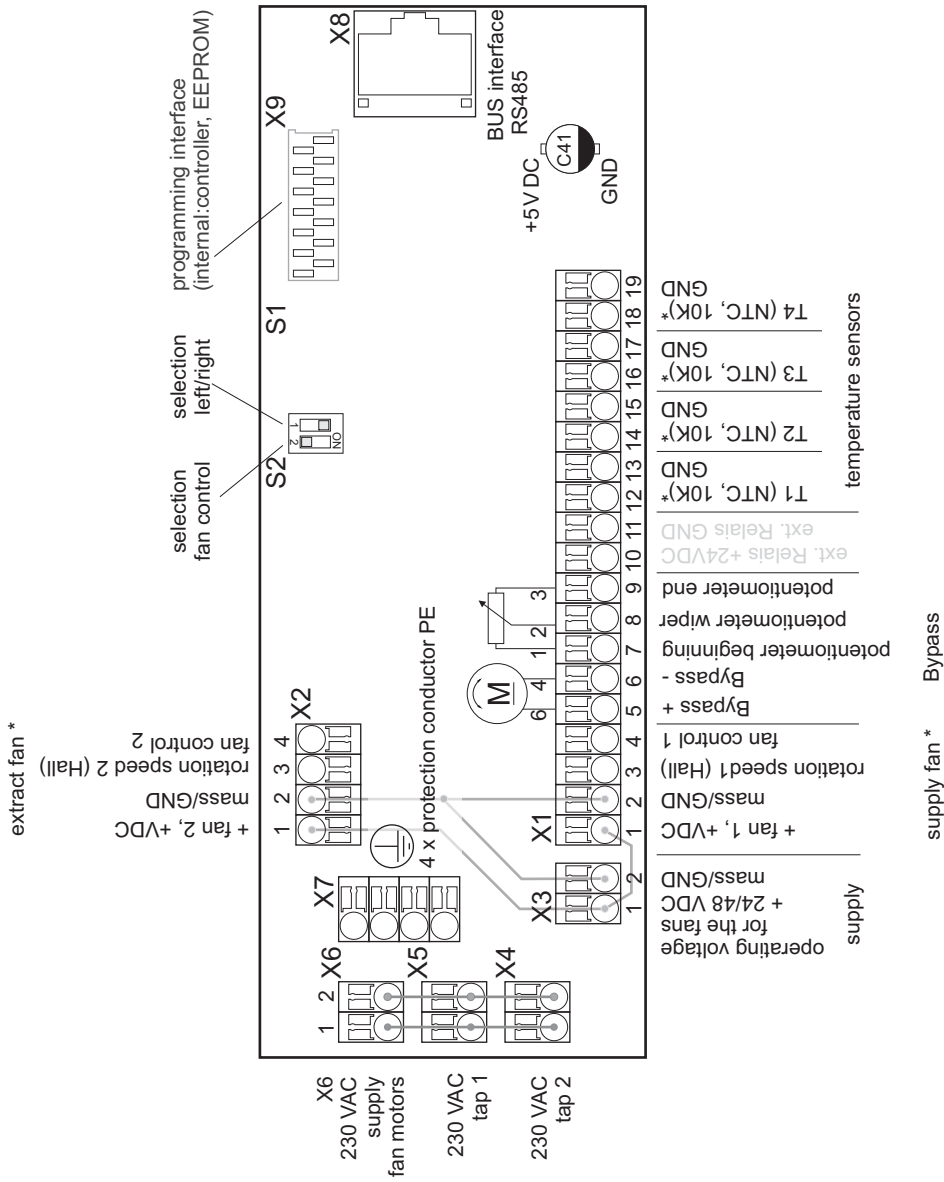 extract fan *
+ fan 2, +VDC
mass/GND
rotation speed 2 (Hall)
fan control 2
selection
fan control
selection
left/right
programming interface
(internal:controller, EEPROM)
X6
230 VAC
supply
fan motors
230 VAC
tap 1
230 VAC
tap 2
1
2
X6
X5
X4
X7
4 x protection conductor PE
1
2
3
4
X2
S2
S1
2
1
ON
X9
X8
BUS interface
RS485
+5V DC
C41
GND
X3
X1
M
6
4
1
2
3
1
2
1
2
3
4
5
6
7
8
9
10
11
12
13
14
15
16
17
18
19
operating voltage
for the fans
+ 24/48 VDC
mass/GND
supply
+ fan 1, +VDC
mass/GND
rotation speed1 (Hall)
fan control 1
supply fan *
Bypass +
Bypass -
potentiometer beginning
potentiometer wiper
potentiometer end
Bypass
ext. Relais +24VDC
ext. Relais GND
T1 (NTC, 10K)*
GND
T2 (NTC, 10K)*
GND
T3 (NTC, 10K)*
GND
T4 (NTC, 10K)*
GND
temperature sensors